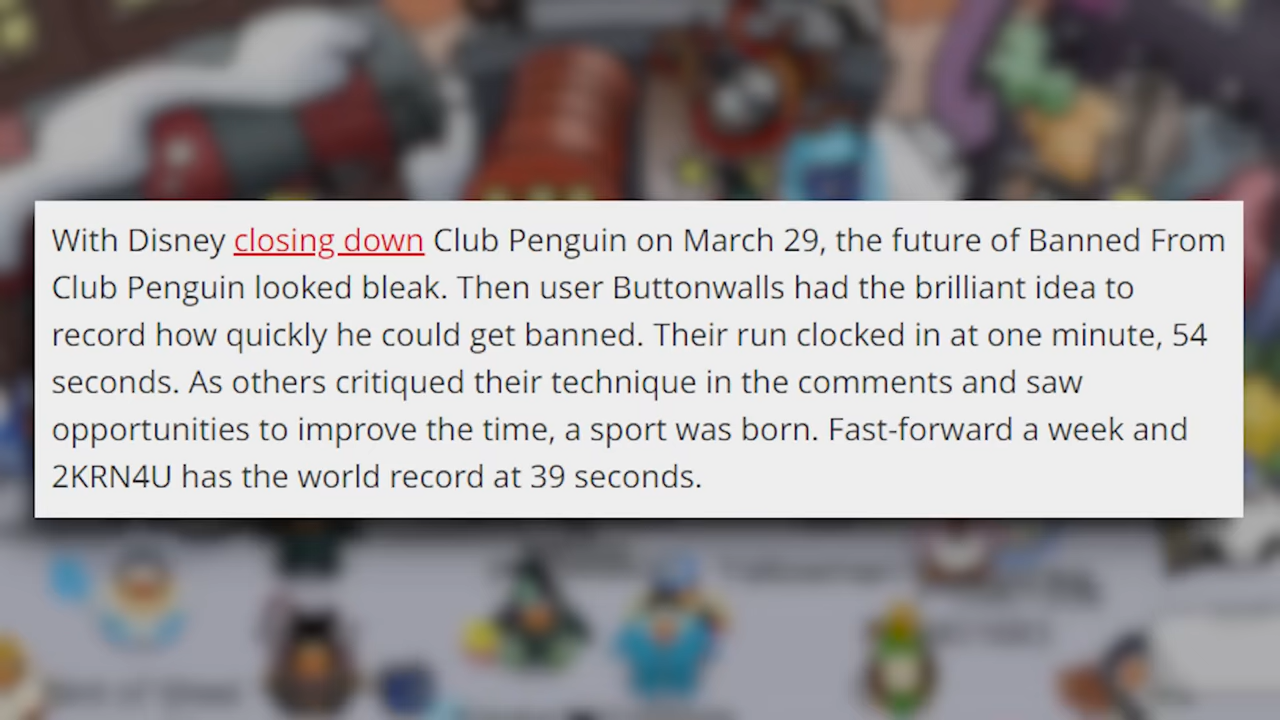 With Disney closing down Club Penguin on March 29, the future of Banned From
Club Penguin looked bleak. Then user Buttonwalls had the brilliant idea to
record how quickly he could get banned. Their run clocked in at one minute, 54
seconds. As others critiqued their technique in the comments and saw
opportunities to improve the time, a sport was born. Fast-forward a week and
2KRN4U has the world record at 39 seconds.